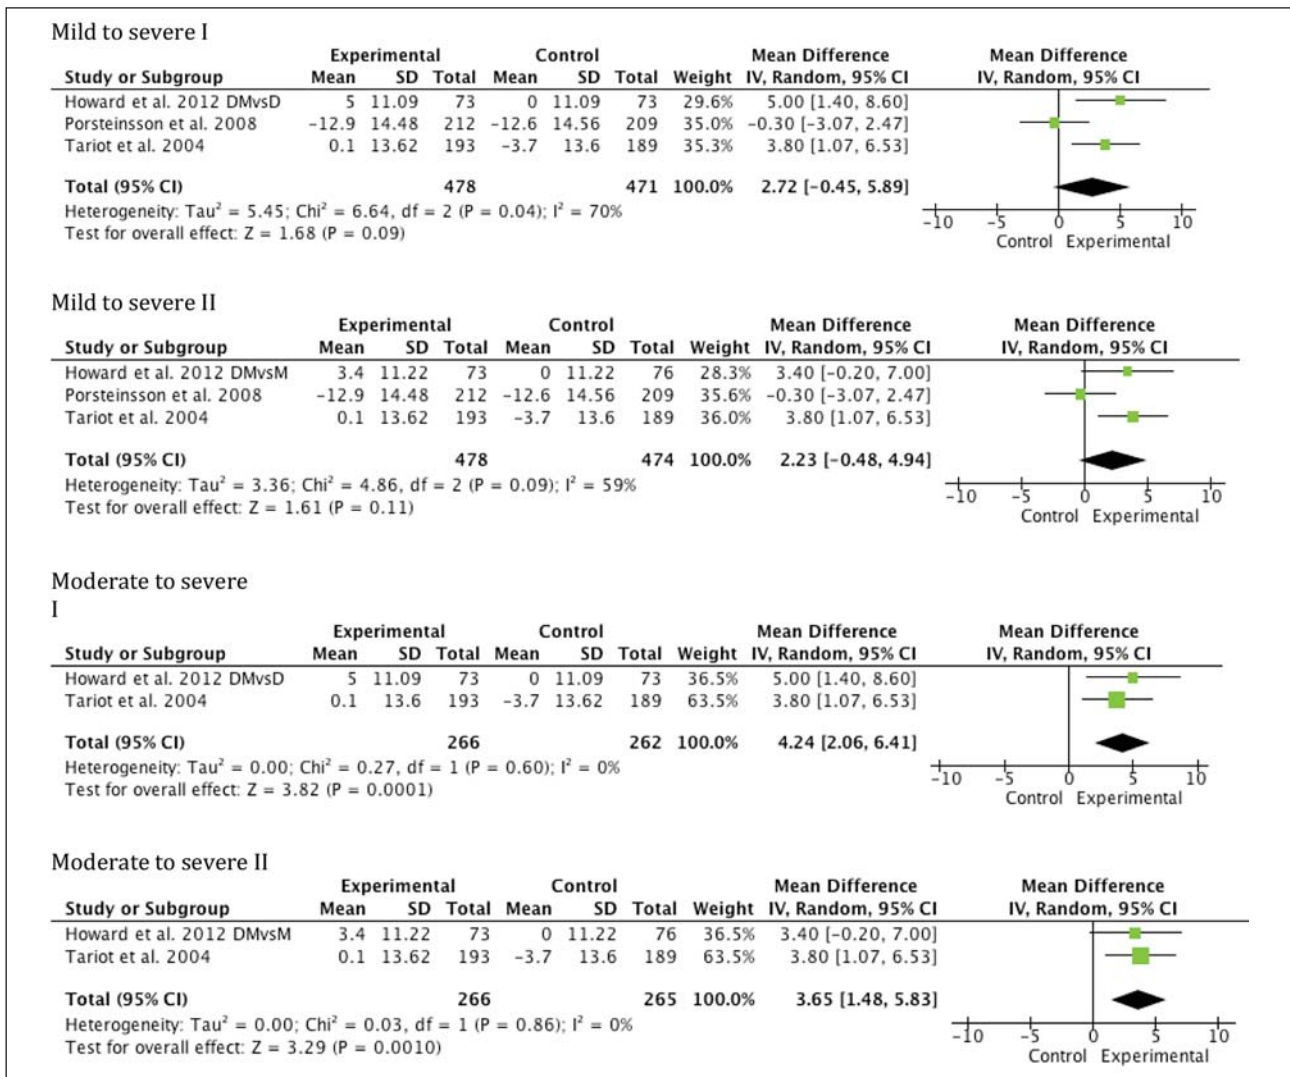 Mild to severe I
Experimental Control Mean Difference Mean Difference
Study or Subgroup Mean SD Total Mean SD Total Weight IV, Random, 95% CI IV, Random, 95% CI
Howard et al. 2012 DMvsD 5 11.09 73 0 11.09 73 29.6% 5.00 [1.40, 8.60]
Porsteinsson et al. 2008 −12.9 14.48 212 −12.6 14.56 209 35.0% −0.30 [−3.07, 2.47]
Tariot et al. 2004 0.1 13.62 193 −3.7 13.6 189 35.3% 3.80 [1.07, 6.53]
Total (95% CI) 478 471 100.0% 2.72 [−0.45, 5.89]
Heterogeneity: Tau² = 5.45; Chi² = 6.64, df = 2 (P = 0.04); I² = 70%
Test for overall effect: Z = 1.68 (P = 0.09)
−10 −5 0 5 10
Control Experimental
Mild to severe II
Experimental Control Mean Difference Mean Difference
Study or Subgroup Mean SD Total Mean SD Total Weight IV, Random, 95% CI IV, Random, 95% CI
Howard et al. 2012 DMvsM 3.4 11.22 73 0 11.22 76 28.3% 3.40 [−0.20, 7.00]
Porsteinsson et al. 2008 −12.9 14.48 212 −12.6 14.56 209 35.6% −0.30 [−3.07, 2.47]
Tariot et al. 2004 0.1 13.62 193 −3.7 13.6 189 36.0% 3.80 [1.07, 6.53]
Total (95% CI) 478 474 100.0% 2.23 [−0.48, 4.94]
Heterogeneity: Tau² = 3.36; Chi² = 4.86, df = 2 (P = 0.09); I² = 59%
Test for overall effect: Z = 1.61 (P = 0.11)
−10 −5 0 5 10
Control Experimental
Moderate to severe
I
Experimental Control Mean Difference Mean Difference
Study or Subgroup Mean SD Total Mean SD Total Weight IV, Random, 95% CI IV, Random, 95% CI
Howard et al. 2012 DMvsD 5 11.09 73 0 11.09 73 36.5% 5.00 [1.40, 8.60]
Tariot et al. 2004 0.1 13.6 193 −3.7 13.62 189 63.5% 3.80 [1.07, 6.53]
Total (95% CI) 266 262 100.0% 4.24 [2.06, 6.41]
Heterogeneity: Tau² = 0.00; Chi² = 0.27, df = 1 (P = 0.60); I² = 0%
Test for overall effect: Z = 3.82 (P = 0.0001)
−10 −5 0 5 10
Control Experimental
Moderate to severe II
Experimental Control Mean Difference Mean Difference
Study or Subgroup Mean SD Total Mean SD Total Weight IV, Random, 95% CI IV, Random, 95% CI
Howard et al. 2012 DMvsM 3.4 11.22 73 0 11.22 76 36.5% 3.40 [−0.20, 7.00]
Tariot et al. 2004 0.1 13.62 193 −3.7 13.6 189 63.5% 3.80 [1.07, 6.53]
Total (95% CI) 266 265 100.0% 3.65 [1.48, 5.83]
Heterogeneity: Tau² = 0.00; Chi² = 0.03, df = 1 (P = 0.86); I² = 0%
Test for overall effect: Z = 3.29 (P = 0.0010)
−10 −5 0 5 10
Control Experimental